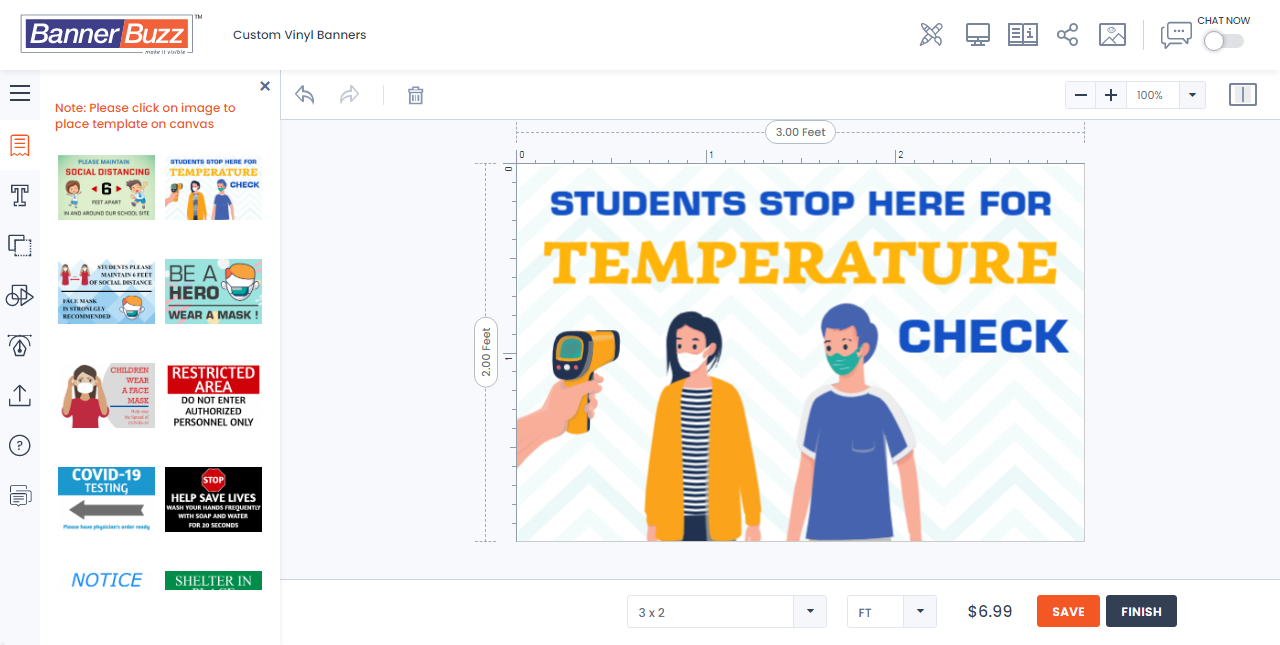 BannerBuzz
TM
make it visible
Custom Vinyl Banners
CHAT NOW
Note: Please click on image to
place template on canvas
PLEASE MAINTAIN
SOCIAL DISTANCING
6
FEET APART
IN AND AROUND OUR SCHOOL SITE
STUDENTS STOP HERE FOR
TEMPERATURE
CHECK
STUDENTS PLEASE
MAINTAIN 6 FEET
OF SOCIAL DISTANCE
FACE MASK
IS STRONLGLY
RECOMMENDED
BE A
HERO
WEAR A MASK !
CHILDREN
WEAR
A FACE
MASK
RESTRICTED
AREA
DO NOT ENTER
AUTHORIZED
PERSONNEL ONLY
COVID-19
TESTING
Please have physician's order ready
STOP
HELP SAVE LIVES
WASH YOUR HANDS FREQUENTLY
WITH SOAP AND WATER
FOR 20 SECONDS
NOTICE
SHELTER IN
PLACE
100%
3.00 Feet
0 1 2
0
1
2.00 Feet
STUDENTS STOP HERE FOR
TEMPERATURE
CHECK
3 x 2
FT
$6.99
SAVE
FINISH